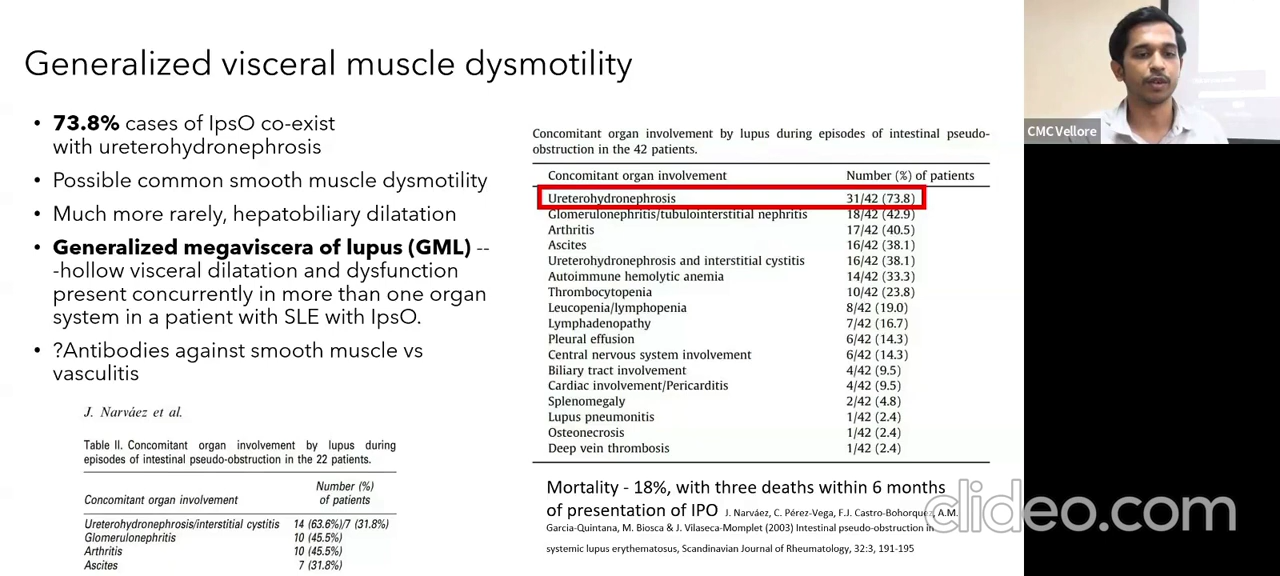 Generalized visceral muscle dysmotility
• 73.8% cases of IpsO co-exist
with ureterohydronephrosis
• Possible common smooth muscle dysmotility
• Much more rarely, hepatobiliary dilatation
• Generalized megaviscera of lupus (GML) --
-hollow visceral dilatation and dysfunction
present concurrently in more than one organ
system in a patient with SLE with IpsO.
• ?Antibodies against smooth muscle vs
vasculitis
J. Narváez et al.
Table II. Concomitant organ involvement by lupus during
episodes of intestinal pseudo-obstruction in the 22 patients.
Number (%)
Concomitant organ involvement of patients
Ureterohydronephrosis/interstitial cystitis 14 (63.6%)/7 (31.8%)
Glomerulonephritis 10 (45.5%)
Arthritis 10 (45.5%)
Ascites 7 (31.8%)
Concomitant organ involvement by lupus during episodes of intestinal pseudo-
obstruction in the 42 patients.
Concomitant organ involvement Number (%) of patients
Ureterohydronephrosis 31/42 (73.8)
Glomerulonephritis/tubulointerstitial nephritis 18/42 (42.9)
Arthritis 17/42 (40.5)
Ascites 16/42 (38.1)
Ureterohydronephrosis and interstitial cystitis 16/42 (38.1)
Autoimmune hemolytic anemia 14/42 (33.3)
Thrombocytopenia 10/42 (23.8)
Leucopenia/lymphopenia 8/42 (19.0)
Lymphadenopathy 7/42 (16.7)
Pleural effusion 6/42 (14.3)
Central nervous system involvement 6/42 (14.3)
Biliary tract involvement 4/42 (9.5)
Cardiac involvement/Pericarditis 4/42 (9.5)
Splenomegaly 2/42 (4.8)
Lupus pneumonitis 1/42 (2.4)
Osteonecrosis 1/42 (2.4)
Deep vein thrombosis 1/42 (2.4)
Mortality - 18%, with three deaths within 6 months
of presentation of IPO J. Narváez, C. Pérez-Vega, F.J. Castro-Bohorquez, A.M.
Garcia-Quintana, M. Biosca & J. Vilaseca-Momplet (2003) Intestinal pseudo-obstruction in
systemic lupus erythematosus, Scandinavian Journal of Rheumatology, 32:3, 191-195
CMC Vellore
clideo.com